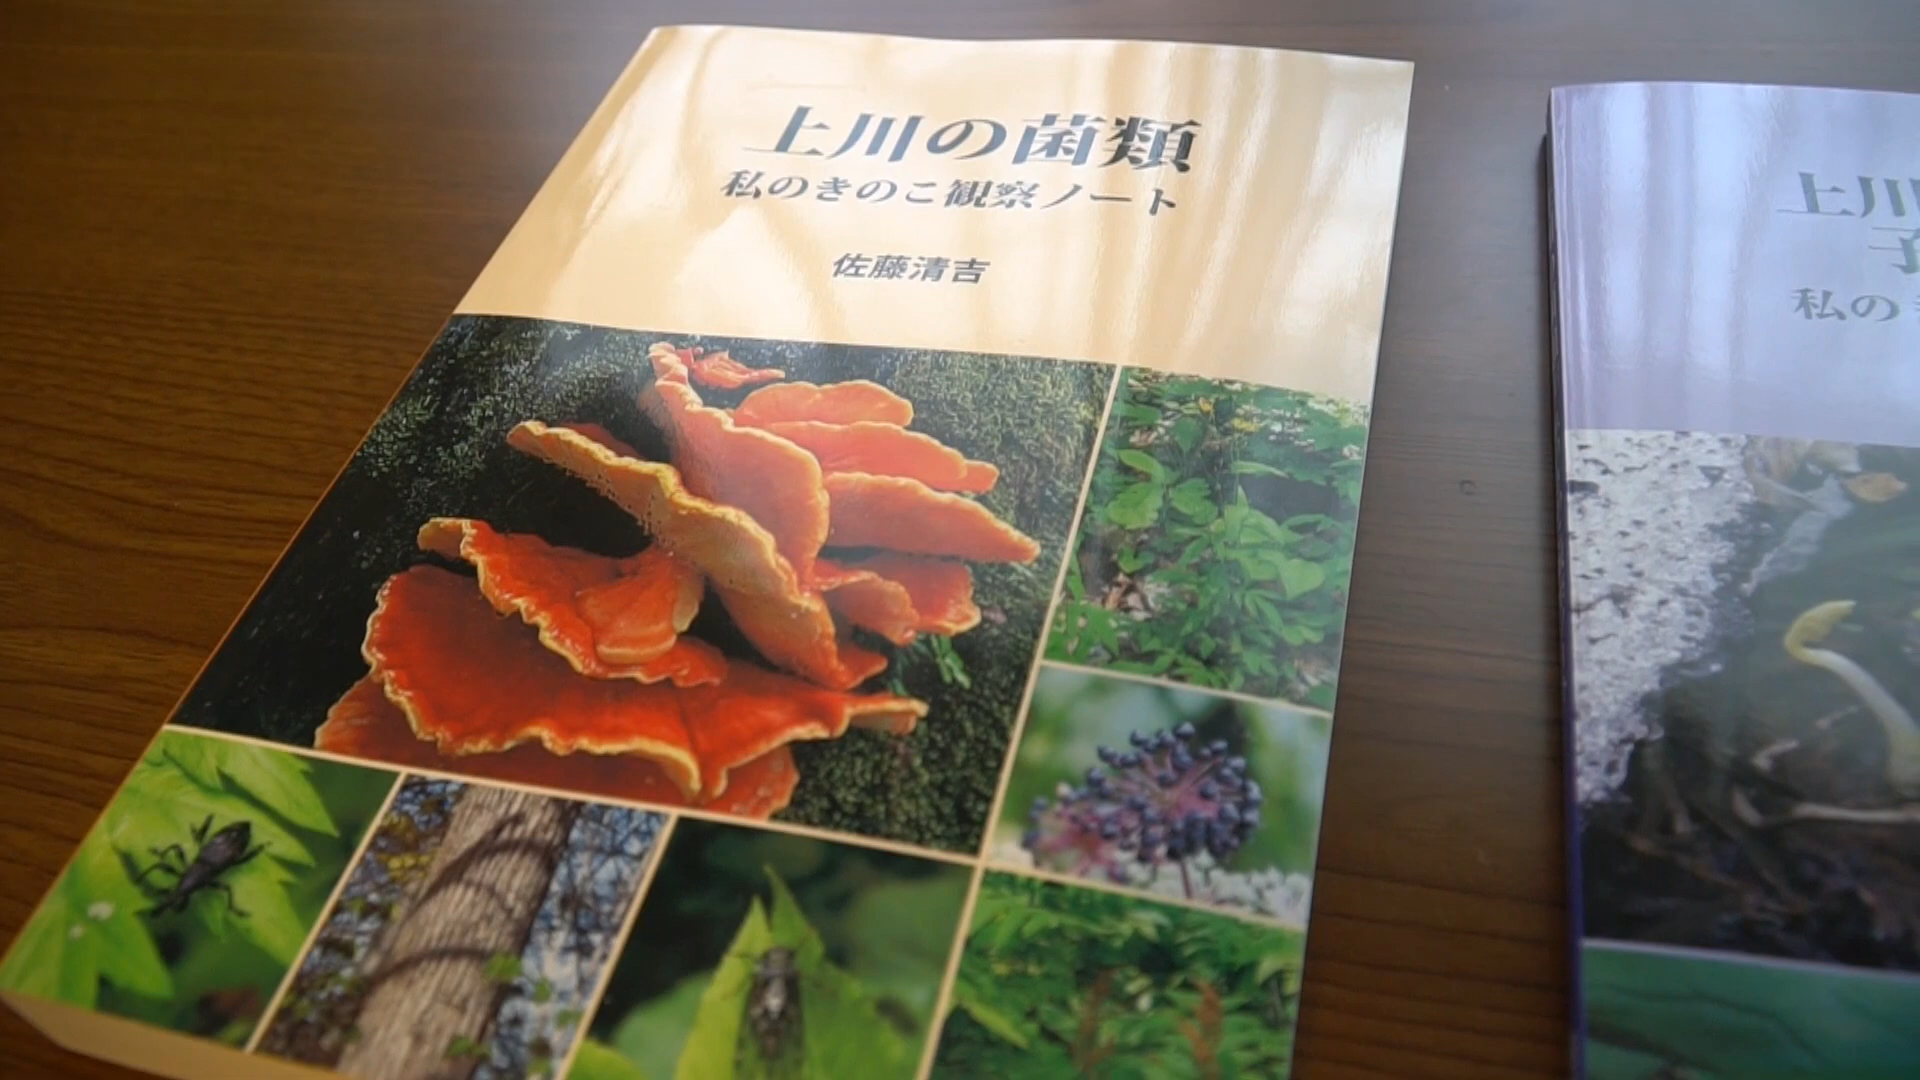 上川の菌類
私のきのこ観察ノート
佐藤清吉
上川
子
私の